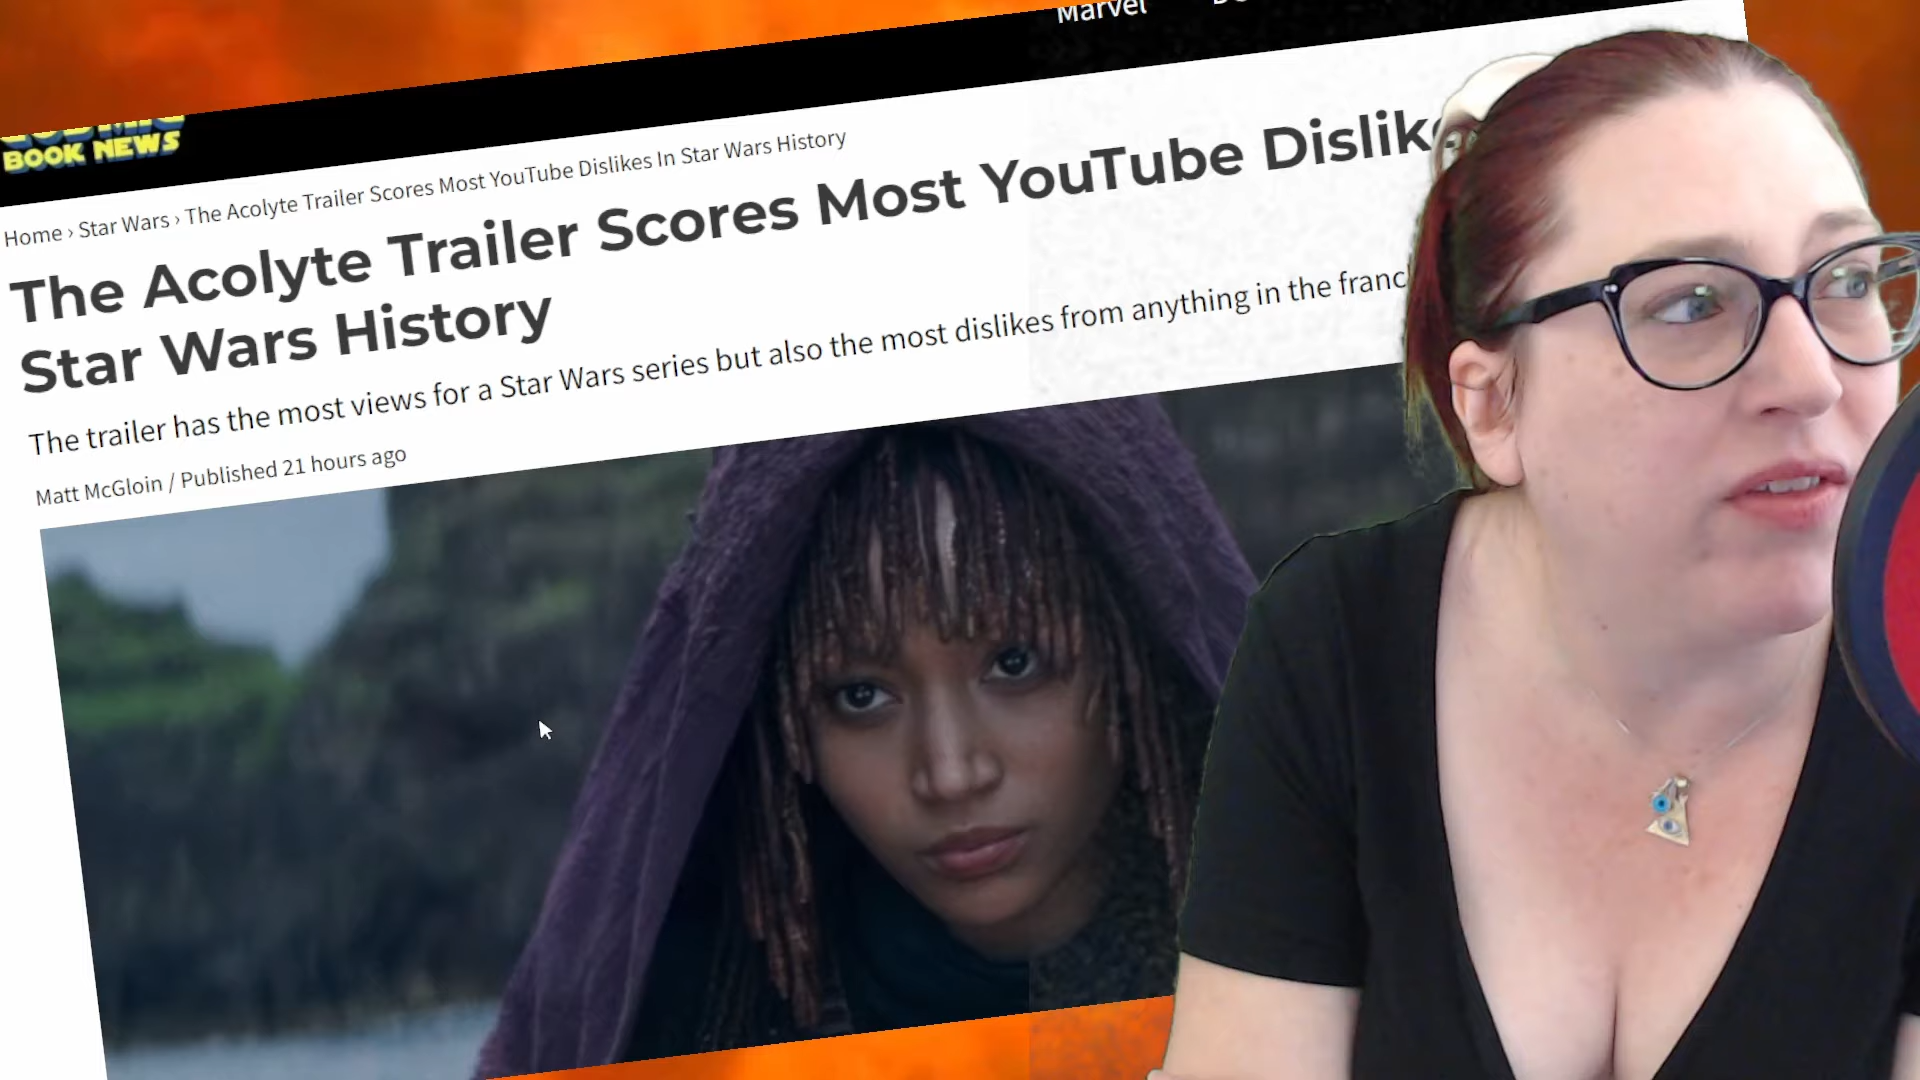 Marvel
BOOK NEWS
Home › Star Wars › The Acolyte Trailer Scores Most YouTube Dislikes In Star Wars History
The Acolyte Trailer Scores Most YouTube
Star Wars History
The trailer has the most views for a Star Wars series but also the most dislikes from anything in the
Matt McGloin / Published 21 hours ago